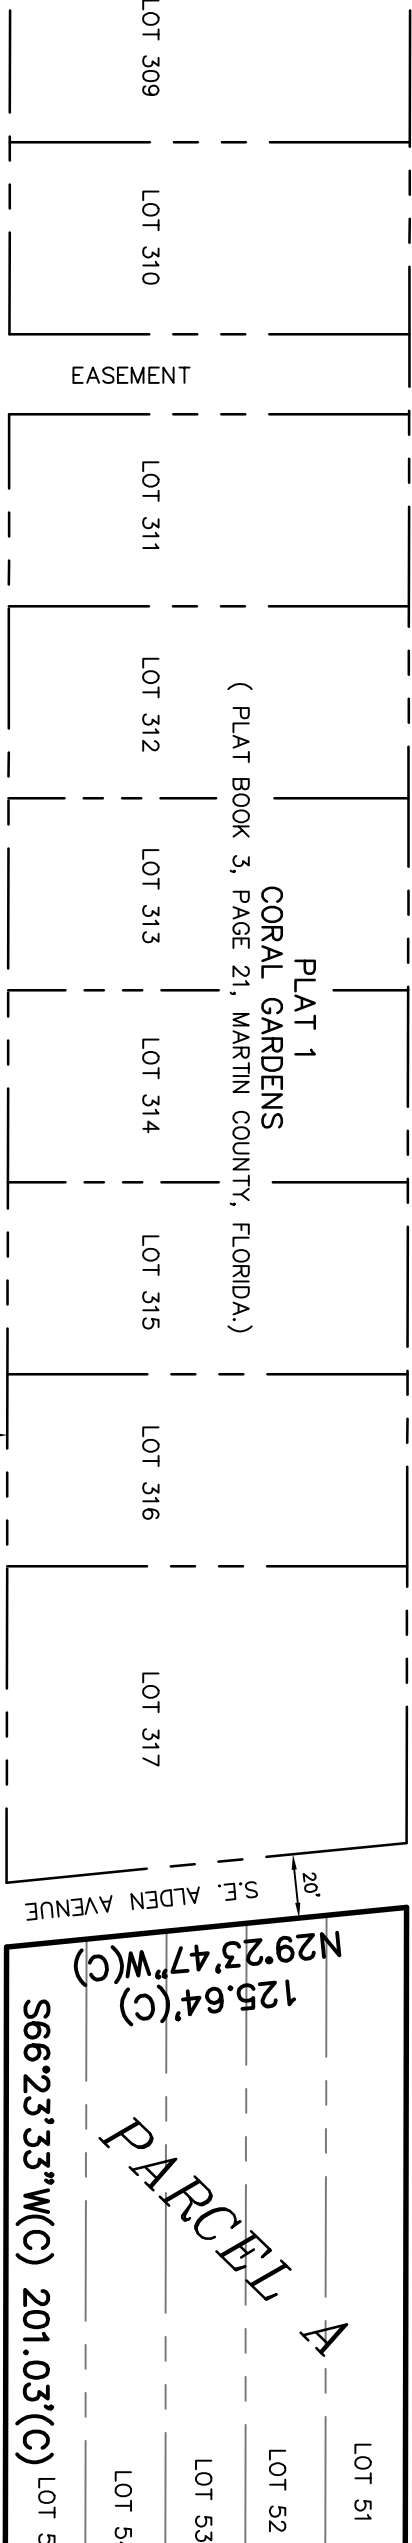 LOT 309
LOT 310
EASEMENT
LOT 311
LOT 312
LOT 313
LOT 314
LOT 315
LOT 316
LOT 317
PLAT 1
CORAL GARDENS
( PLAT BOOK 3, PAGE 21, MARTIN COUNTY, FLORIDA.)
S.E. ALDEN AVENUE
20'
N29°23'47"W(C)
125.64'(C)
S66°23'33"W(C) 201.03'(C)
PARCEL A
LOT 51
LOT 52
LOT 53
LOT
LOT